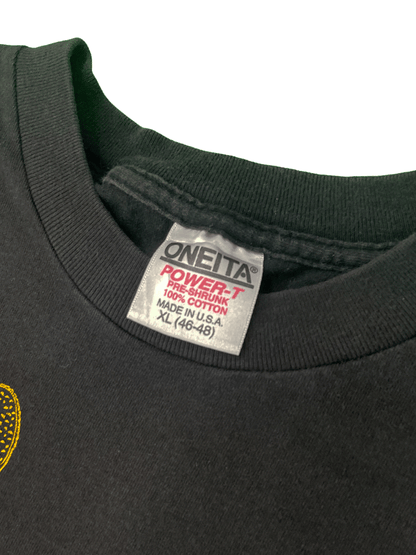 ONEITA®
POWER-T
PRE-SHRUNK
100% COTTON
MADE IN U.S.A.
XL (46-48)